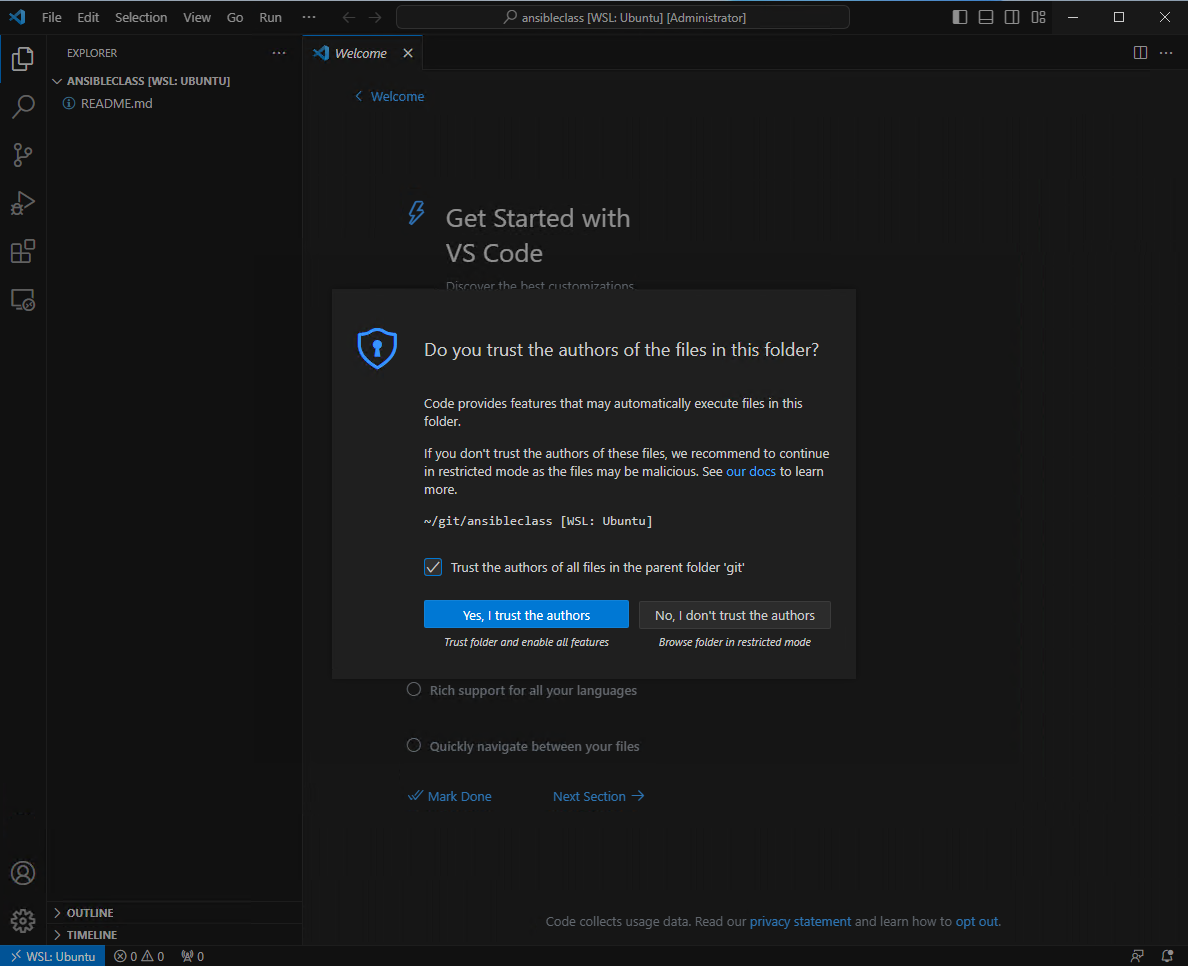 File Edit Selection View Go Run ···
ansibleclass [WSL: Ubuntu] [Administrator]
EXPLORER
Welcome
ANSIBLECLASS [WSL: UBUNTU]
README.md
Welcome
Get Started with
VS Code
Discover the best customizations
Do you trust the authors of the files in this folder?
Code provides features that may automatically execute files in this
folder.
If you don't trust the authors of these files, we recommend to continue
in restricted mode as the files may be malicious. See our docs to learn
more.
~/git/ansibleclass [WSL: Ubuntu]
Trust the authors of all files in the parent folder 'git'
Yes, I trust the authors
No, I don't trust the authors
Trust folder and enable all features
Browse folder in restricted mode
Rich support for all your languages
Quickly navigate between your files
Mark Done
Next Section
OUTLINE
Code collects usage data. Read our privacy statement and learn how to opt out.
TIMELINE
WSL: Ubuntu 0 0 0